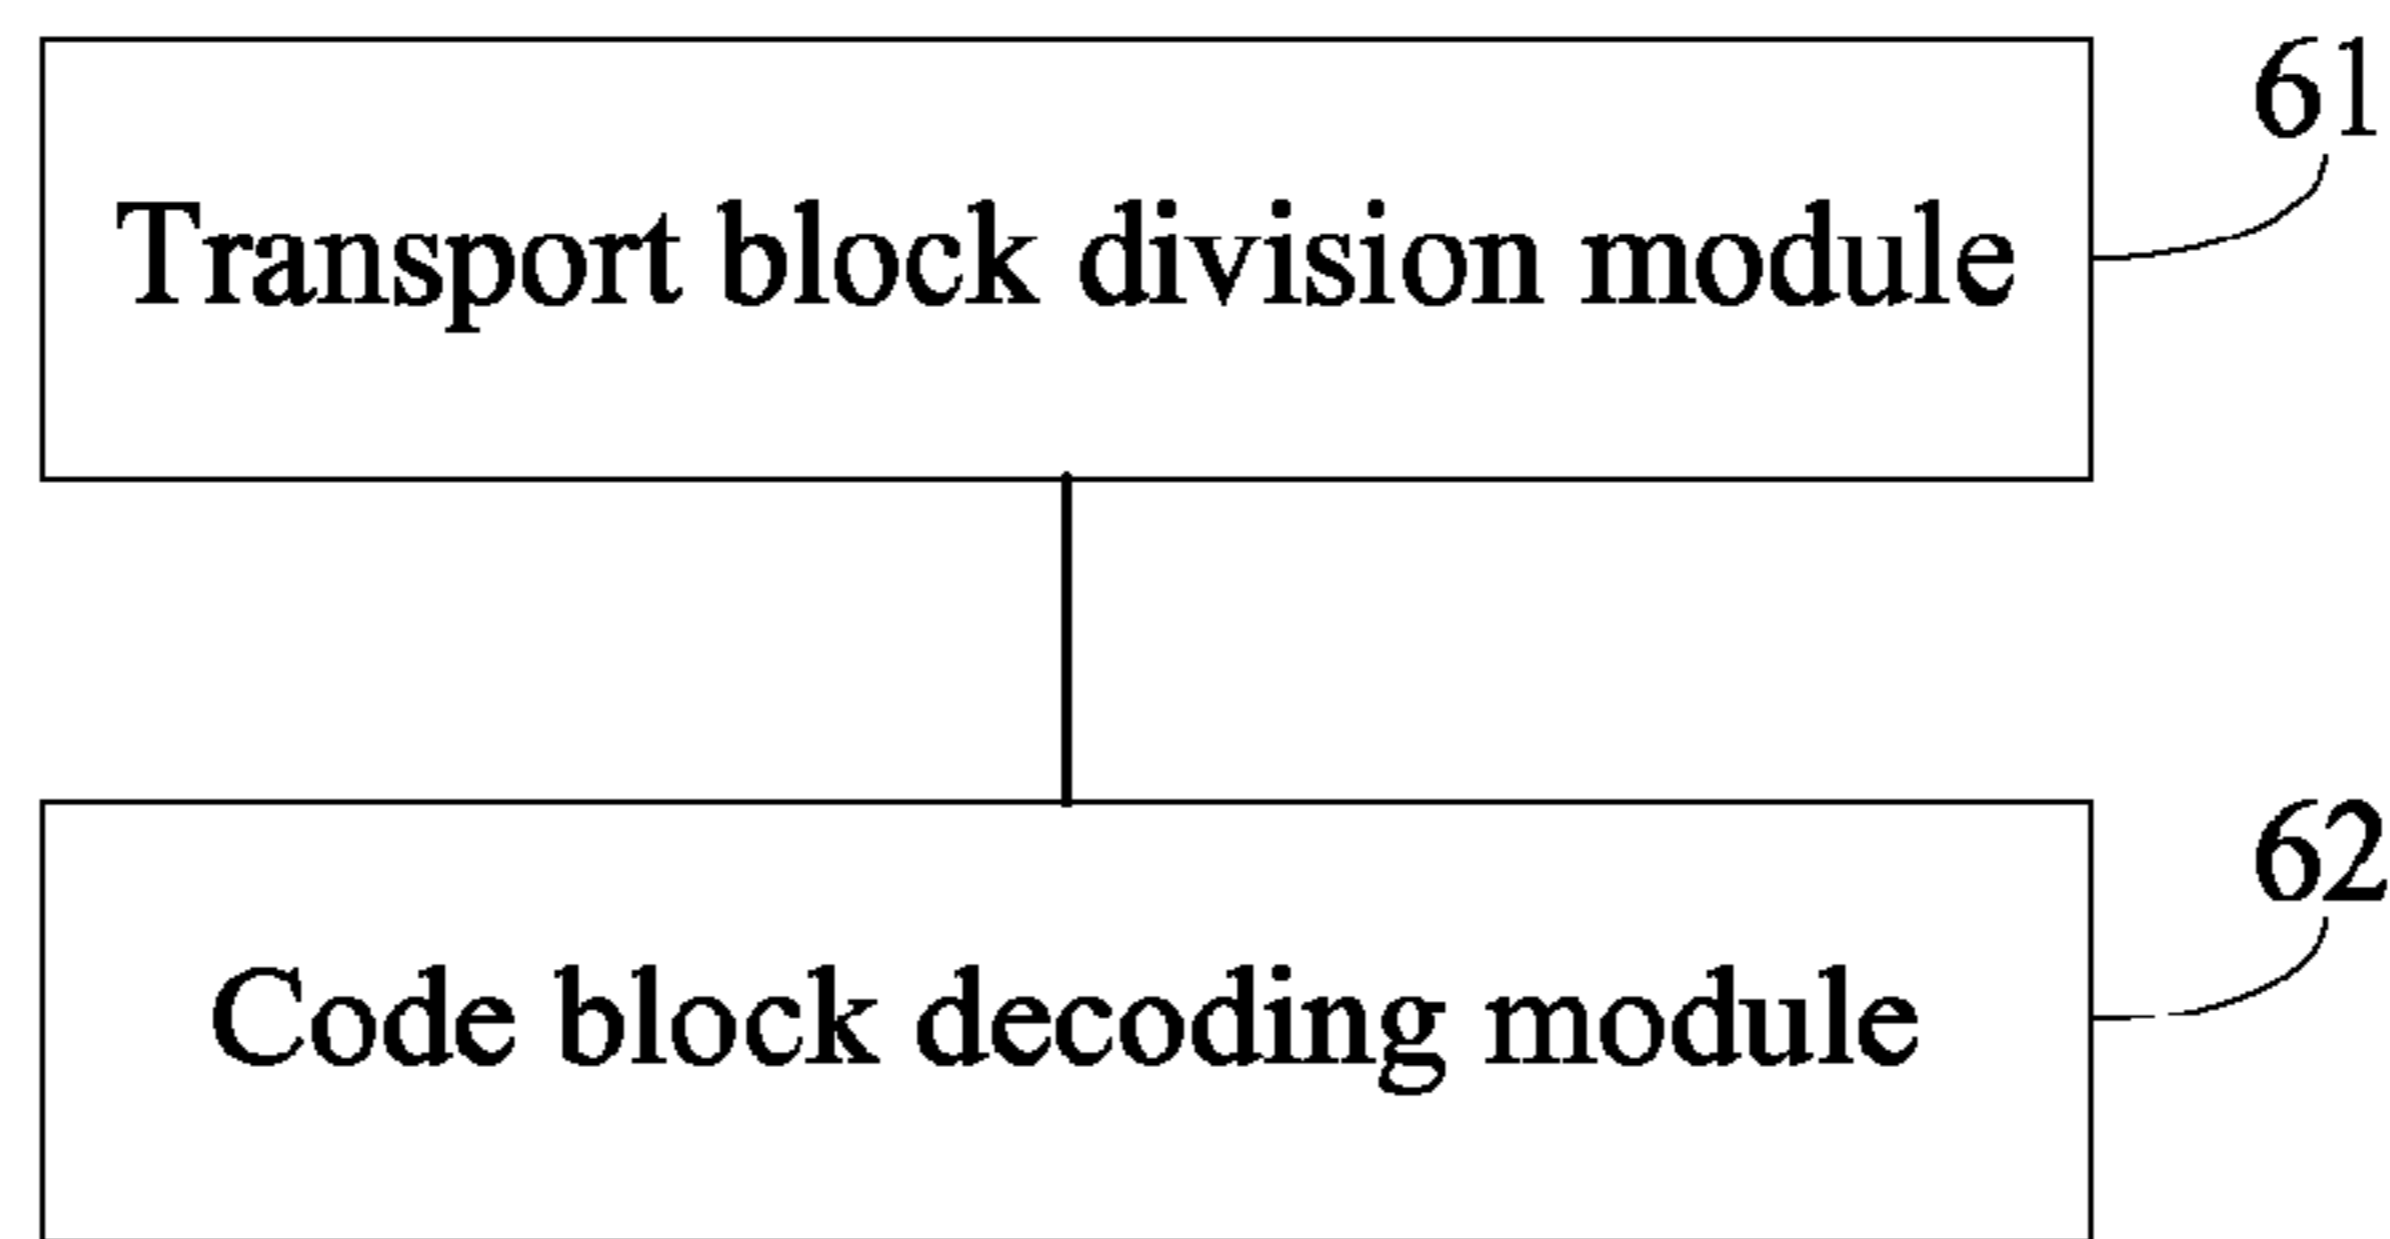 61
Transport block division module
62
Code block decoding module